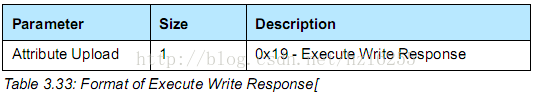 Parameter Size Description
Attribute Upload 1 0x19 - Execute Write Response
Table 3.33: Format of Execute Write Response[